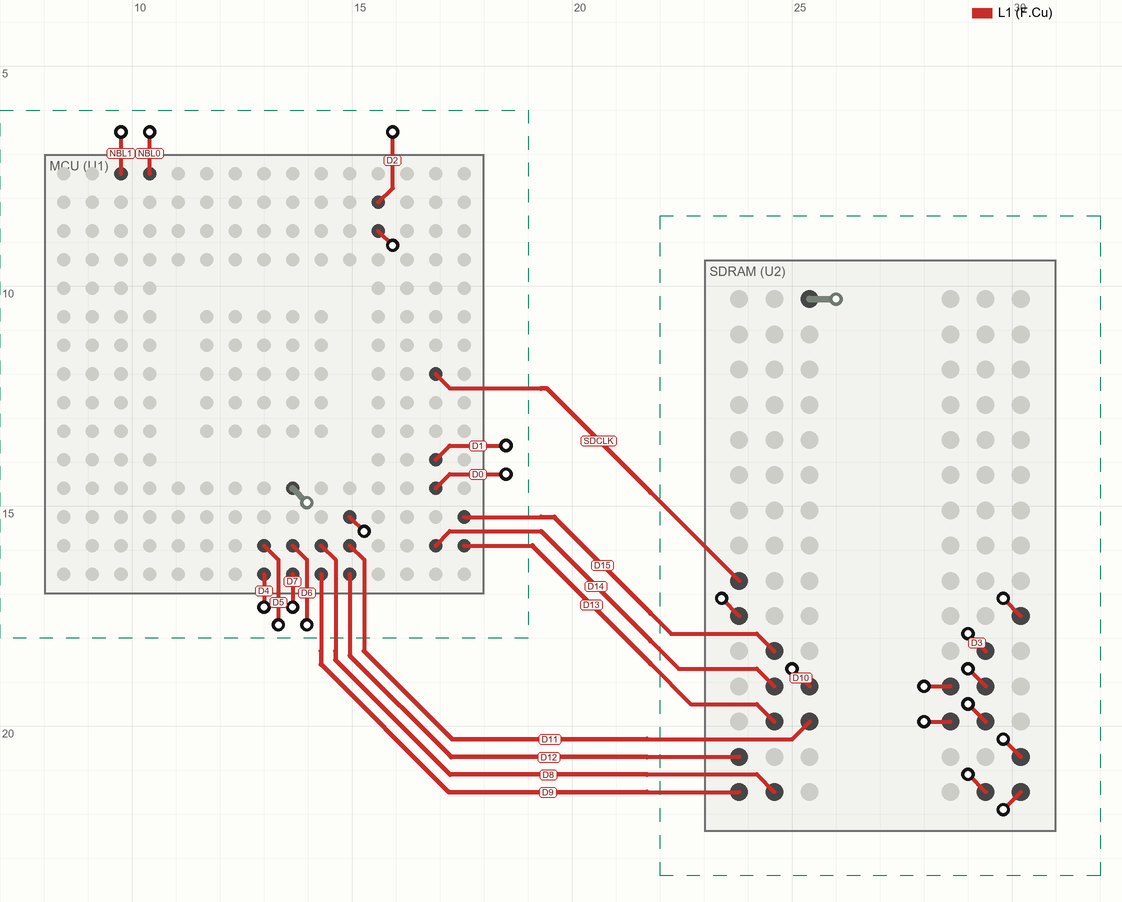 10 15 20 25 30
L1 (F.Cu)
5
NBL1 NBL0 D2
MCU (U1)
SDRAM (U2)
10
SDCLK
D1
D0
15
D15
D7
D14
D4 D6
D5 D13
D3
D10
20
D11
D12
D8
D9